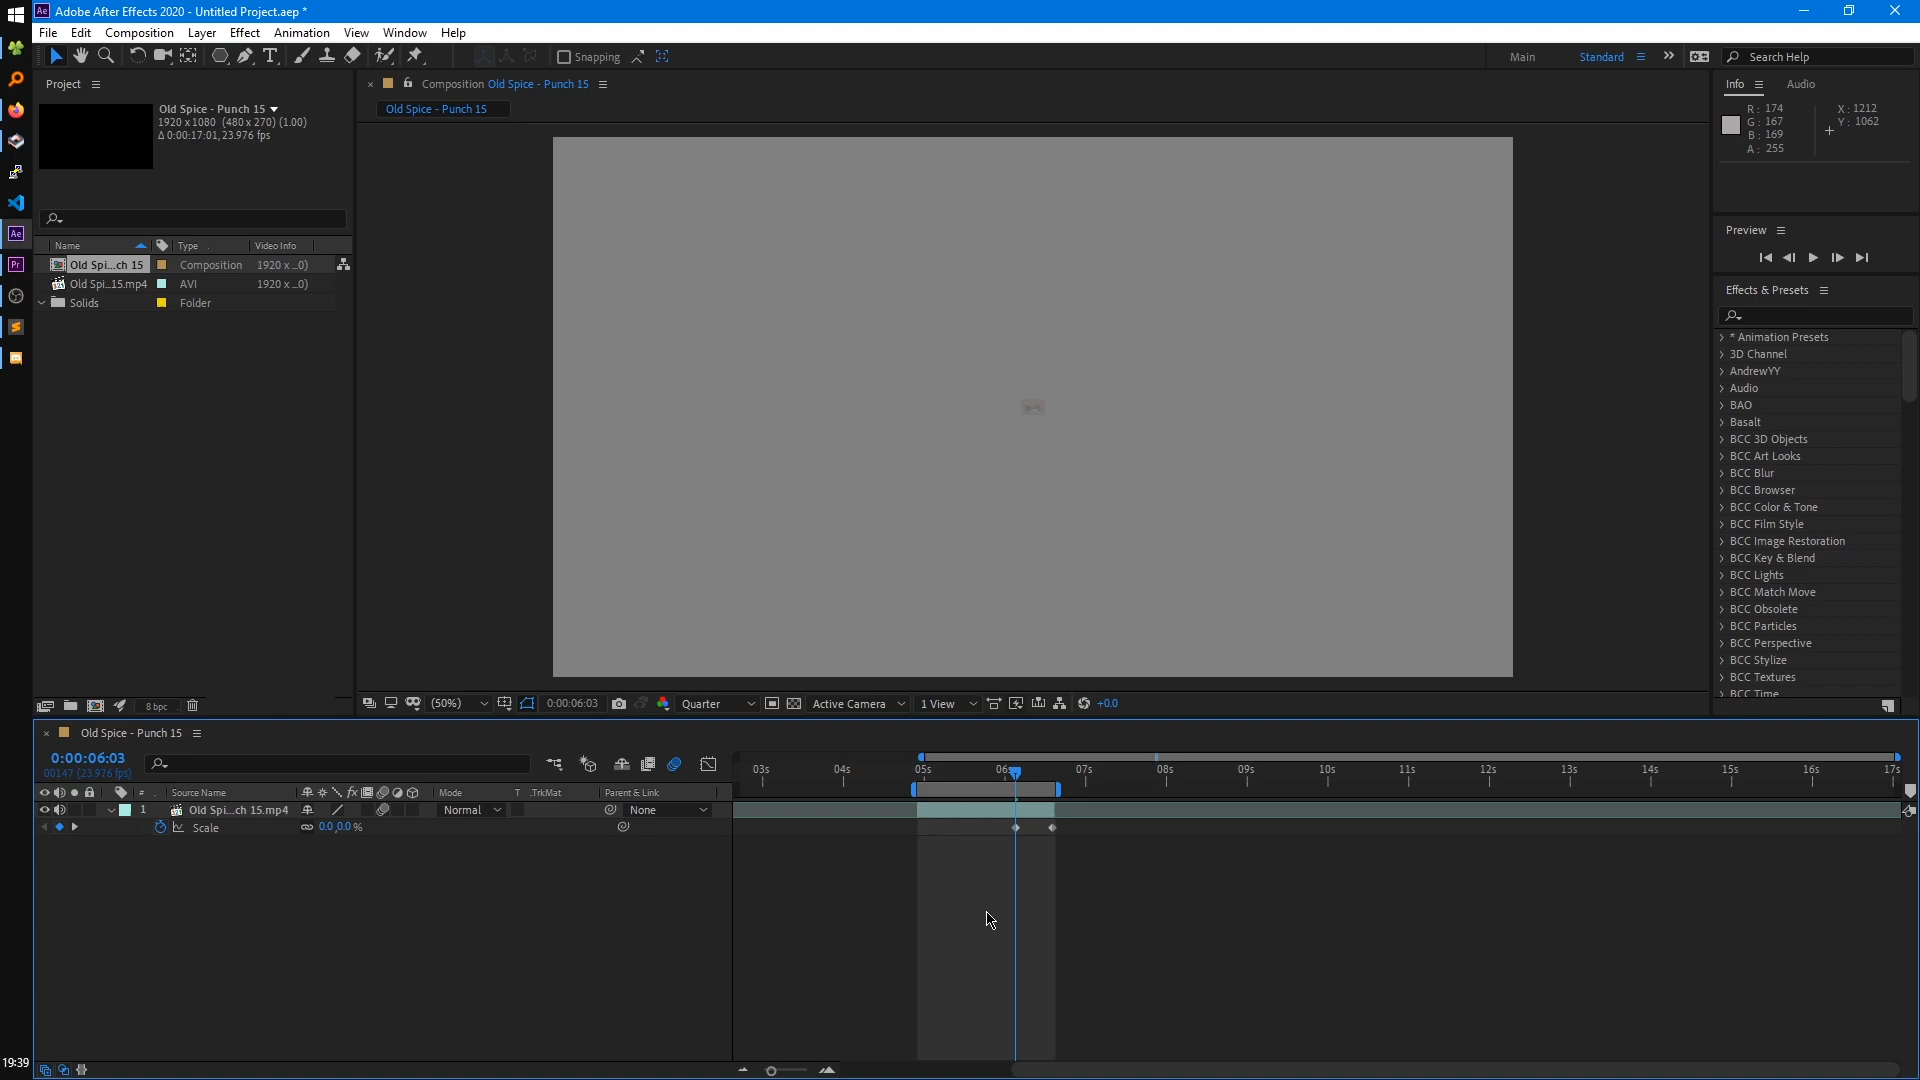 Adobe After Effects 2020 - Untitled Project.aep *
File Edit Composition Layer Effect Animation View Window Help
Snapping
Main Standard Search Help
Project
Old Spice - Punch 15
1920 x 1080 (480 x 270) (1.00)
Δ 0:00:17:01, 23.976 fps
Name Type Video Info
Old Spi...ch 15 Composition 1920 x ...0)
Old Spi...15.mp4 AVI 1920 x ...0)
Solids Folder
8 bpc
Composition Old Spice - Punch 15
Old Spice - Punch 15
(50%) 0:00:06:03 Quarter Active Camera 1 View +0.0
Info Audio
R: 174 X: 1212
G: 167 Y: 1062
B: 169
A: 255
Preview
Effects & Presets
* Animation Presets
3D Channel
AndrewYY
Audio
BAO
Basalt
BCC 3D Objects
BCC Art Looks
BCC Blur
BCC Browser
BCC Color & Tone
BCC Film Style
BCC Image Restoration
BCC Key & Blend
BCC Lights
BCC Match Move
BCC Obsolete
BCC Particles
BCC Perspective
BCC Stylize
BCC Textures
BCC Time
Old Spice - Punch 15
0:00:06:03
00147 (23.976 fps)
03s 04s 05s 06s 07s 08s 09s 10s 11s 12s 13s 14s 15s 16s 17s
# Source Name fx Mode T .TrkMat Parent & Link
1 Old Spi...ch 15.mp4 Normal None
Scale 0.0,0.0 %
Ae
Ae
Pr
19:39